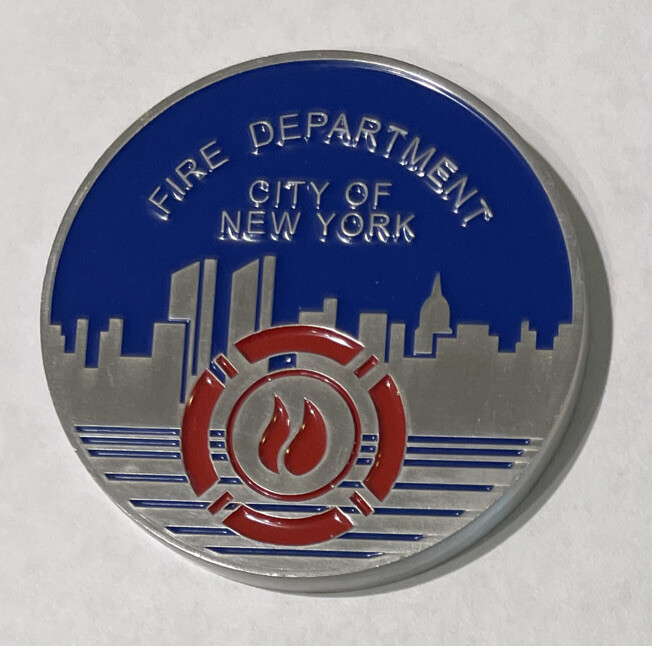 FIRE DEPARTMENT
CITY OF
NEW YORK